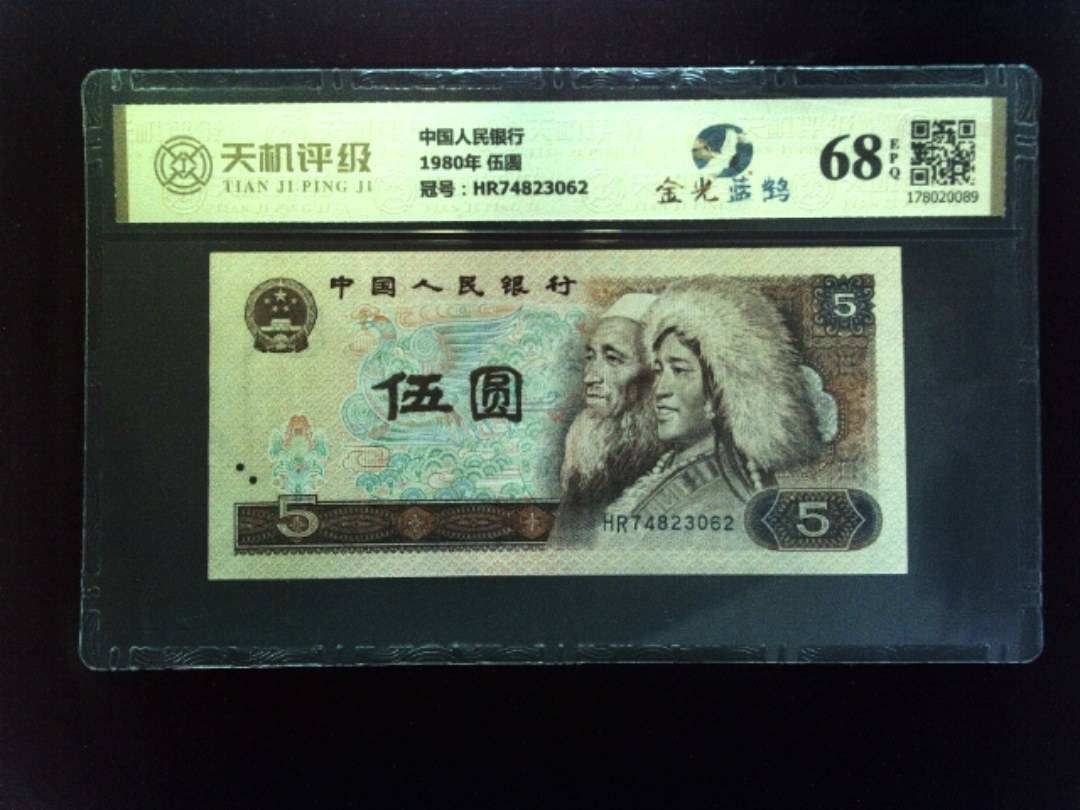 天机评级
TIAN JI PING JI
中国人民银行
1980年 伍圆
冠号：HR74823062
金光蓝鹤
68
EPQ
178020089
中国人民银行
5
伍圆
5
HR74823062
5